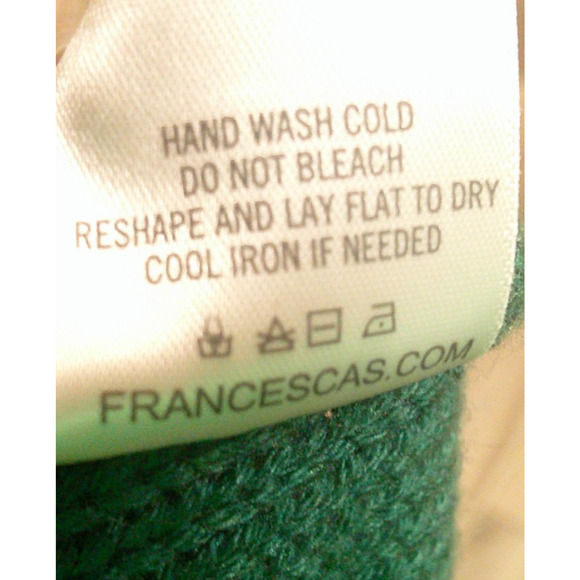 HAND WASH COLD
DO NOT BLEACH
RESHAPE AND LAY FLAT TO DRY
COOL IRON IF NEEDED
FRANCESCAS.COM